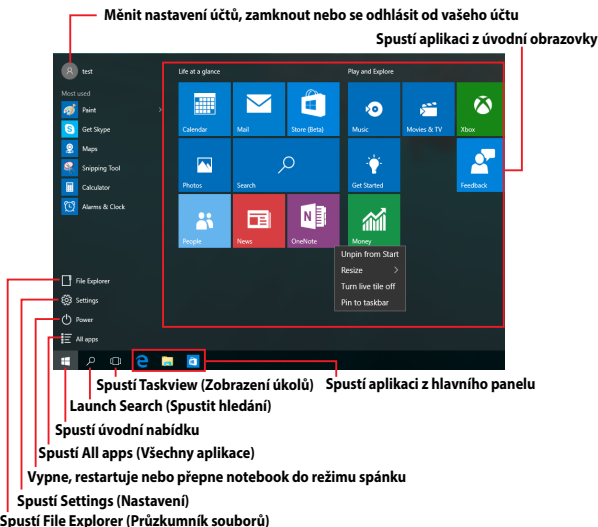 Měnit nastavení účtů, zamknout nebo se odhlásit od vašeho účtu
Spustí aplikaci z úvodní obrazovky
test
Most used
Paint
Get Skype
Maps
Snipping Tool
Calculator
Alarms & Clock
File Explorer
Settings
Power
All apps
Life at a glance
Play and Explore
Calendar
Mail
Store (Beta)
Music
Movies & TV
Xbox
Photos
Search
Get Started
Feedback
People
News
OneNote
Money
Unpin from Start
Resize
Turn live tile off
Pin to taskbar
Spustí Taskview (Zobrazení úkolů)
Spustí aplikaci z hlavního panelu
Launch Search (Spustit hledání)
Spustí úvodní nabídku
Spustí All apps (Všechny aplikace)
Vypne, restartuje nebo přepne notebook do režimu spánku
Spustí Settings (Nastavení)
Spustí File Explorer (Průzkumník souborů)